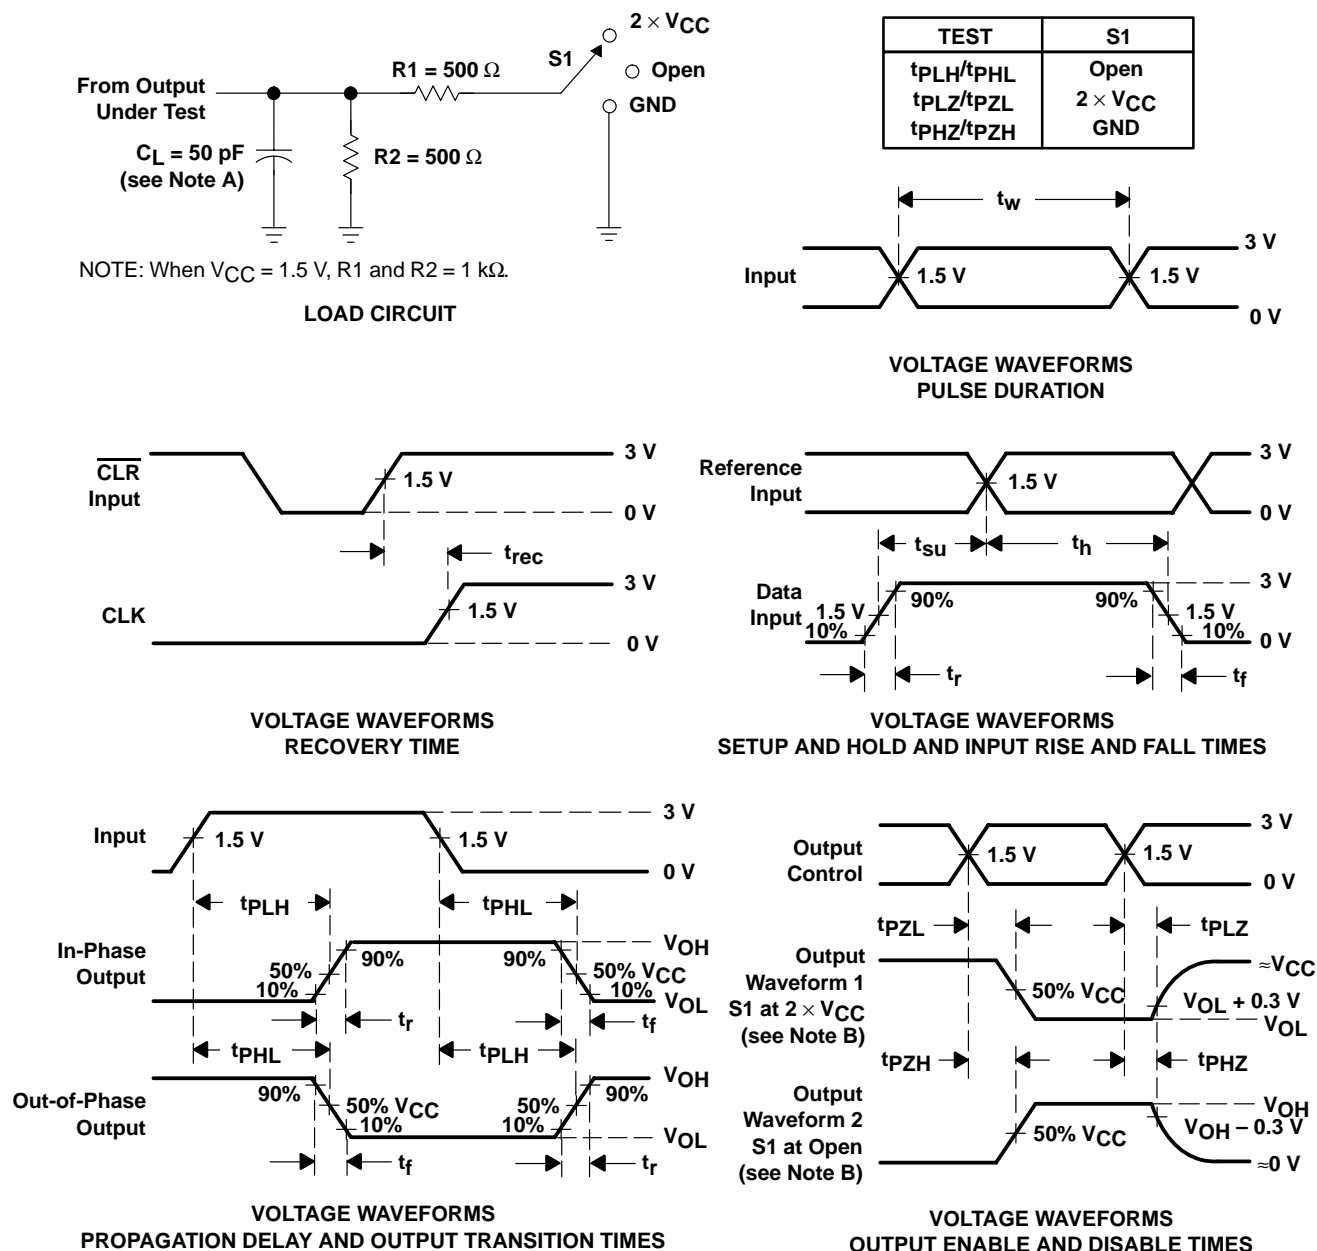 2 × VCC
S1
Open
GND
R1 = 500 Ω
From Output
Under Test
CL = 50 pF
(see Note A)
R2 = 500 Ω
NOTE: When VCC = 1.5 V, R1 and R2 = 1 kΩ.
LOAD CIRCUIT
TEST S1
tPLH/tPHL Open
tPLZ/tPZL 2 × VCC
tPHZ/tPZH GND
tw
Input
1.5 V
1.5 V
3 V
0 V
VOLTAGE WAVEFORMS
PULSE DURATION
CLR
Input
1.5 V
3 V
0 V
trec
CLK
1.5 V
3 V
0 V
VOLTAGE WAVEFORMS
RECOVERY TIME
Reference
Input
1.5 V
3 V
0 V
tsu
th
Data
Input
1.5 V
10%
90%
90%
1.5 V
10%
3 V
0 V
tr
tf
VOLTAGE WAVEFORMS
SETUP AND HOLD AND INPUT RISE AND FALL TIMES
Input
1.5 V
1.5 V
3 V
0 V
tPLH
tPHL
In-Phase
Output
50%
10%
90%
90%
50% VCC
10%
VOH
VOL
tr
tf
tPHL
tPLH
Out-of-Phase
Output
90%
50% VCC
10%
50%
10%
90%
VOH
VOL
tf
tr
VOLTAGE WAVEFORMS
PROPAGATION DELAY AND OUTPUT TRANSITION TIMES
Output
Control
1.5 V
1.5 V
3 V
0 V
tPZL
tPLZ
Output
Waveform 1
S1 at 2 × VCC
(see Note B)
50% VCC
≈VCC
VOL + 0.3 V
VOL
tPZH
tPHZ
Output
Waveform 2
S1 at Open
(see Note B)
50% VCC
VOH
VOH − 0.3 V
≈0 V
VOLTAGE WAVEFORMS
OUTPUT ENABLE AND DISABLE TIMES